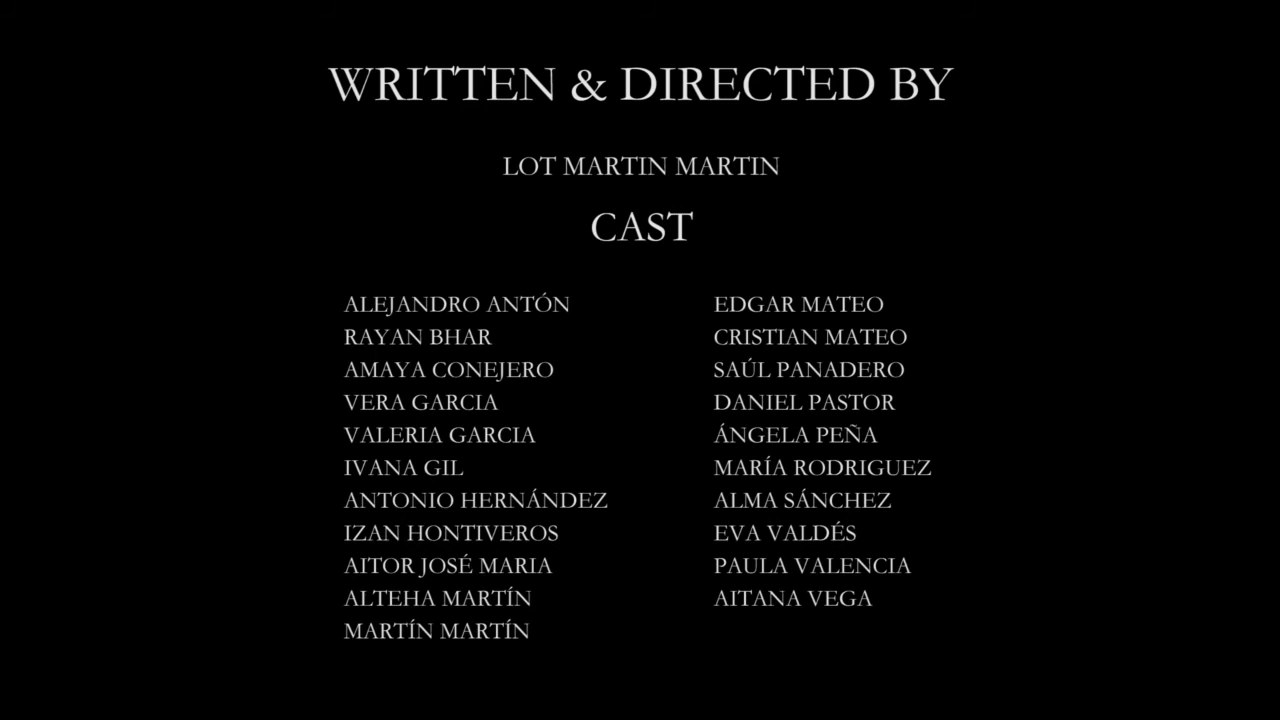 WRITTEN & DIRECTED BY
LOT MARTIN MARTIN
CAST
ALEJANDRO ANTÓN
RAYAN BHAR
AMAYA CONEJERO
VERA GARCIA
VALERIA GARCIA
IVANA GIL
ANTONIO HERNÁNDEZ
IZAN HONTIVEROS
AITOR JOSÉ MARIA
ALTEHA MARTÍN
MARTÍN MARTÍN
EDGAR MATEO
CRISTIAN MATEO
SAÚL PANADERO
DANIEL PASTOR
ÁNGELA PEÑA
MARÍA RODRIGUEZ
ALMA SÁNCHEZ
EVA VALDÉS
PAULA VALENCIA
AITANA VEGA